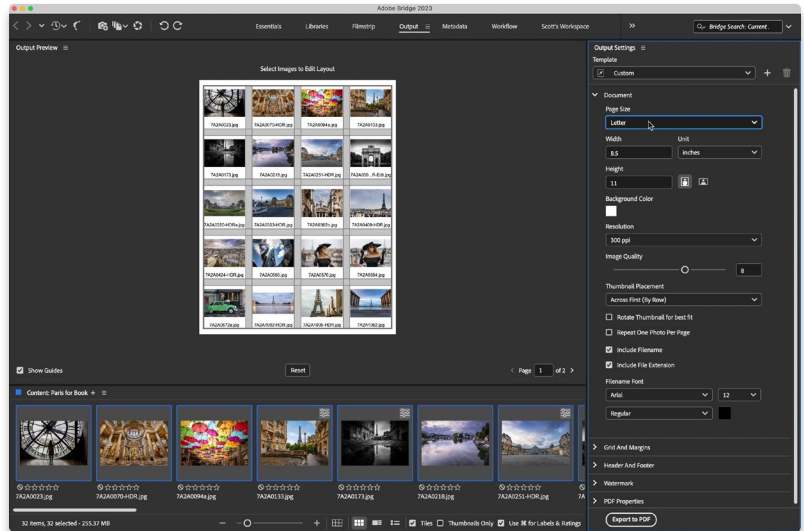 Adobe Bridge 2023
Essentials Libraries Filmstrip Output Metadata Workflow Scott's Workspace Bridge Search: Current
Output Preview
Select Images to Edit Layout
7A2A0023.jpg 7A2A0070-HDR.jpg 7A2A0094a.jpg 7A2A0133.jpg
7A2A0173.jpg 7A2A0218.jpg 7A2A0251-HDR.jpg
7A2A0424-HDR.jpg 7A2A0568.jpg 7A2A0576.jpg 7A2A0584.jpg
7A2A0872a.jpg 7A2A1008-HDR.jpg 7A2A1062.jpg
Show Guides
Reset
Page 1 of 2
Content: Paris for Book
7A2A0023.jpg 7A2A0070-HDR.jpg 7A2A0094a.jpg 7A2A0133.jpg 7A2A0173.jpg 7A2A0218.jpg 7A2A0251-HDR.jpg
32 items, 32 selected - 255.37 MB
Tiles Thumbnails Only Use ⌘ for Labels & Ratings
Output Settings
Template
Custom
Document
Page Size
Letter
Width Unit
8.5 inches
Height
11
Background Color
Resolution
300 ppi
Image Quality
8
Thumbnail Placement
Across First (By Row)
Rotate Thumbnail for best fit
Repeat One Photo Per Page
Include Filename
Include File Extension
Filename Font
Arial 12
Regular
Grid And Margins
Header And Footer
Watermark
PDF Properties
Export to PDF